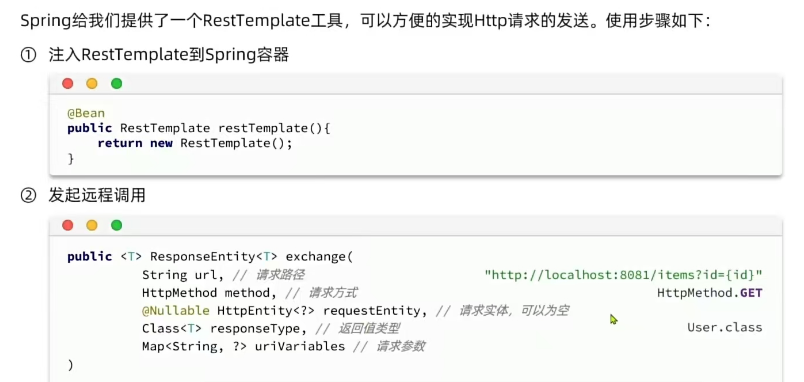 Spring给我们提供了一个RestTemplate工具，可以方便的实现Http请求的发送。使用步骤如下：
① 注入RestTemplate到Spring容器
@Bean
public RestTemplate restTemplate(){
    return new RestTemplate();
}
② 发起远程调用
public <T> ResponseEntity<T> exchange(
String url, // 请求路径 "http://localhost:8081/items?id={id}"
HttpMethod method, // 请求方式 HttpMethod.GET
@Nullable HttpEntity<?> requestEntity, // 请求实体，可以为空
Class<T> responseType, // 返回值类型 User.class
Map<String, ?> uriVariables // 请求参数
)